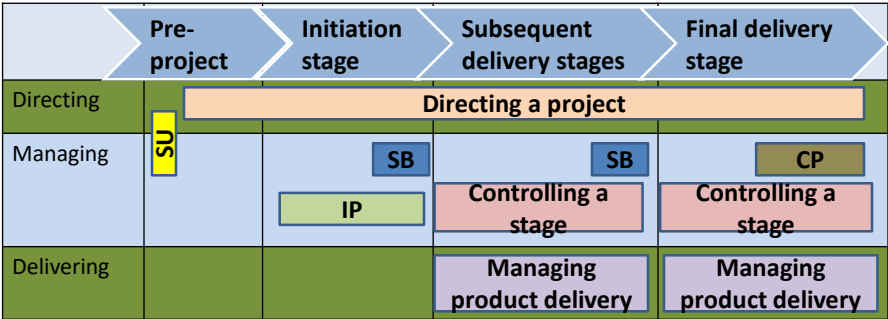 Pre-
project
Initiation
stage
Subsequent
delivery stages
Final delivery
stage
Directing
Directing a project
SU
Managing
SB
SB
CP
IP
Controlling a
stage
Controlling a
stage
Delivering
Managing
product delivery
Managing
product delivery